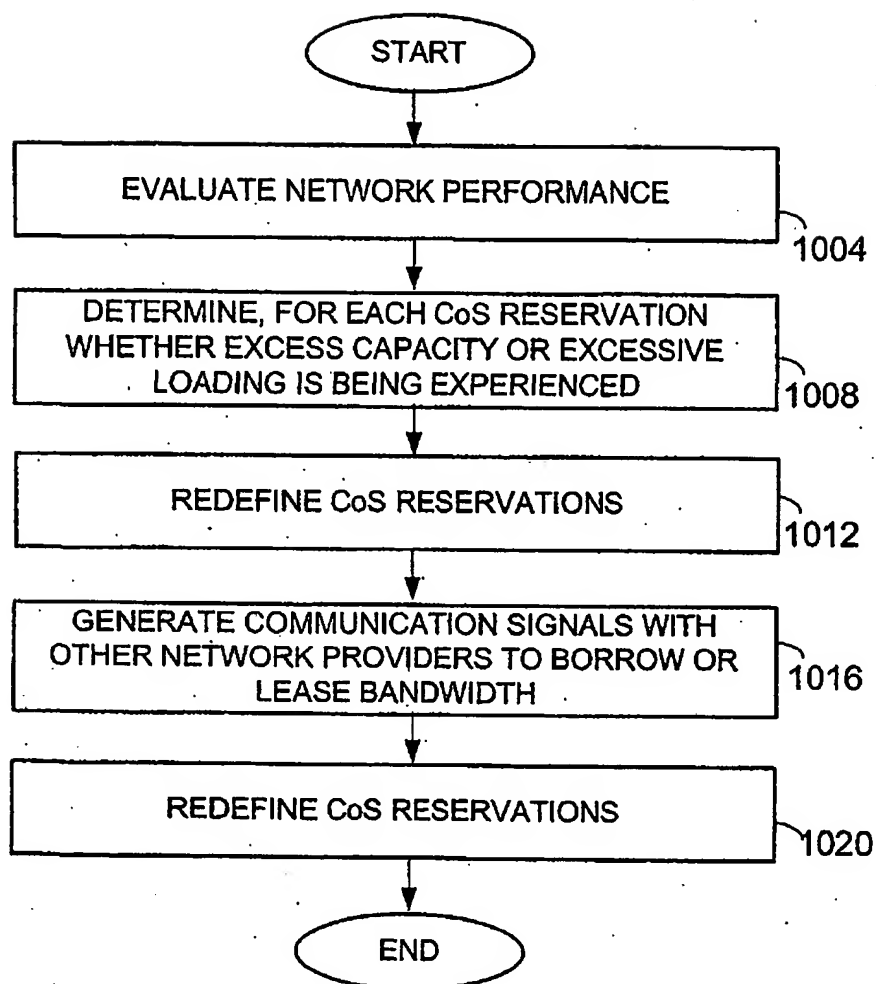 START
EVALUATE NETWORK PERFORMANCE
1004
DETERMINE, FOR EACH CoS RESERVATION
WHETHER EXCESS CAPACITY OR EXCESSIVE
LOADING IS BEING EXPERIENCED
1008
REDEFINE CoS RESERVATIONS
1012
GENERATE COMMUNICATION SIGNALS WITH
OTHER NETWORK PROVIDERS TO BORROW OR
LEASE BANDWIDTH
1016
REDEFINE CoS RESERVATIONS
1020
END